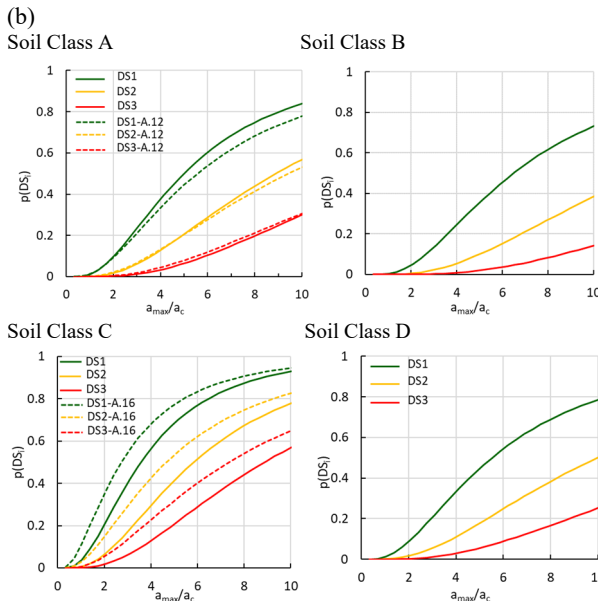 (b)
Soil Class A
Soil Class B
1
0.8
0.6
0.4
0.2
0
p(DSi)
DS1
DS2
DS3
DS1-A.12
DS2-A.12
DS3-A.12
0 2 4 6 8 10
amax/ac
1
0.8
0.6
0.4
0.2
0
p(DSi)
0 2 4 6 8 10
amax/ac
Soil Class C
Soil Class D
1
0.8
0.6
0.4
0.2
0
p(DSi)
DS1
DS2
DS3
DS1-A.16
DS2-A.16
DS3-A.16
0 2 4 6 8 10
amax/ac
1
0.8
0.6
0.4
0.2
0
p(DSi)
DS1
DS2
DS3
0 2 4 6 8 10
amax/ac